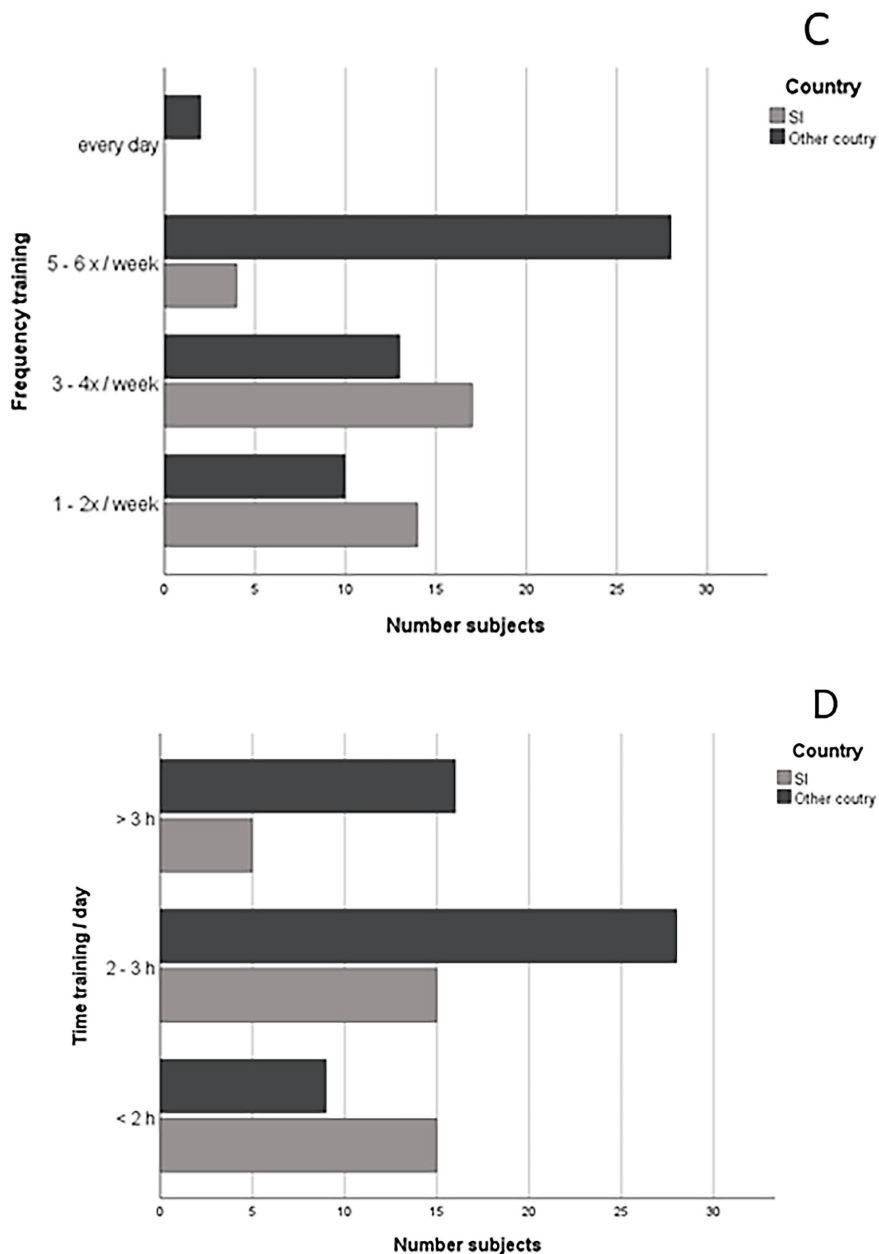 C
Country
SI
Other coutry
every day
5 - 6 x / week
3 - 4x / week
1 - 2x / week
Frequency training
0 5 10 15 20 25 30
Number subjects
D
Country
SI
Other coutry
> 3 h
2 - 3 h
< 2 h
Time training / day
0 5 10 15 20 25 30
Number subjects